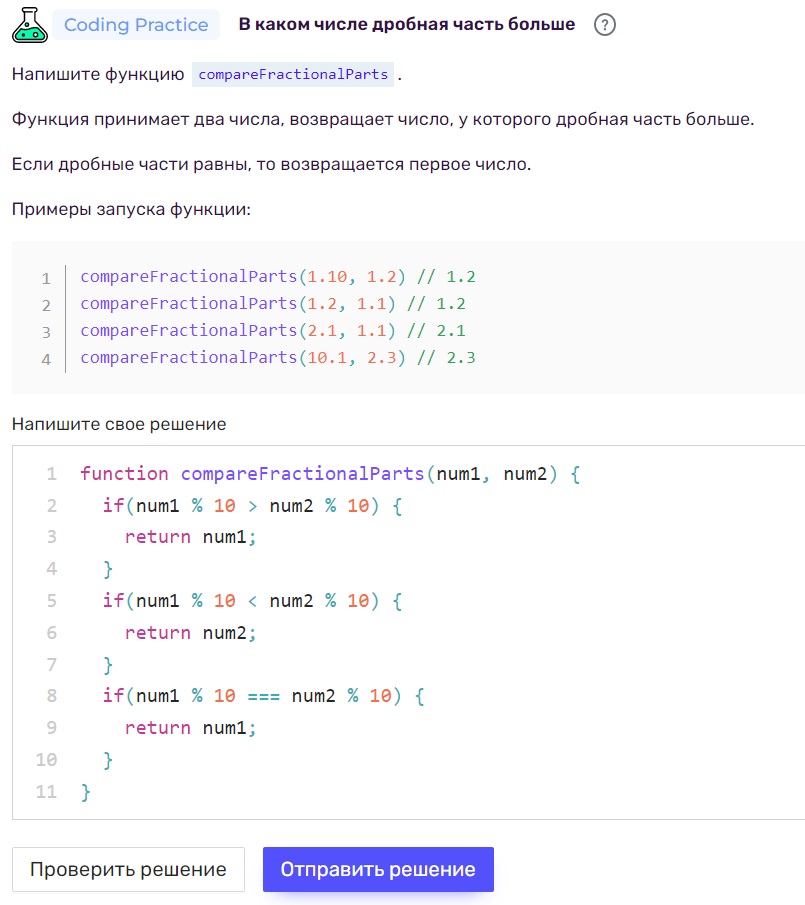 Coding Practice В каком числе дробная часть больше ?
Напишите функцию compareFractionalParts .
Функция принимает два числа, возвращает число, у которого дробная часть больше.
Если дробные части равны, то возвращается первое число.
Примеры запуска функции:
1 compareFractionalParts(1.10, 1.2) // 1.2
2 compareFractionalParts(1.2, 1.1) // 1.2
3 compareFractionalParts(2.1, 1.1) // 2.1
4 compareFractionalParts(10.1, 2.3) // 2.3
Напишите свое решение
1 function compareFractionalParts(num1, num2) {
2 if(num1 % 10 > num2 % 10) {
3 return num1;
4 }
5 if(num1 % 10 < num2 % 10) {
6 return num2;
7 }
8 if(num1 % 10 === num2 % 10) {
9 return num1;
10 }
11 }
Проверить решение Отправить решение